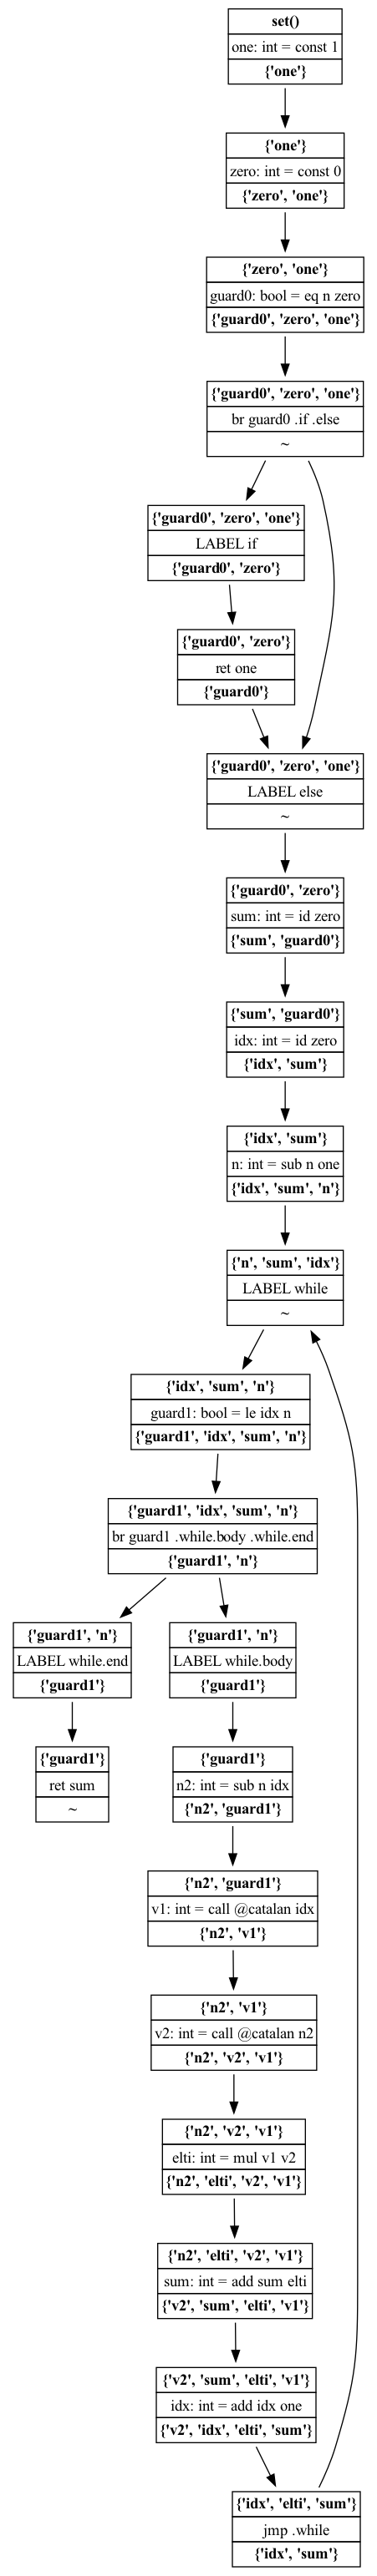 set()
one: int = const 1
{'one'}
{'one'}
zero: int = const 0
{'zero', 'one'}
{'zero', 'one'}
guard0: bool = eq n zero
{'guard0', 'zero', 'one'}
{'guard0', 'zero', 'one'}
br guard0 .if .else
~
{'guard0', 'zero', 'one'}
LABEL if
{'guard0', 'zero'}
{'guard0', 'zero'}
ret one
{'guard0'}
{'guard0', 'zero', 'one'}
LABEL else
~
{'guard0', 'zero'}
sum: int = id zero
{'sum', 'guard0'}
{'sum', 'guard0'}
idx: int = id zero
{'idx', 'sum'}
{'idx', 'sum'}
n: int = sub n one
{'idx', 'sum', 'n'}
{'n', 'sum', 'idx'}
LABEL while
~
{'idx', 'sum', 'n'}
guard1: bool = le idx n
{'guard1', 'idx', 'sum', 'n'}
{'guard1', 'idx', 'sum', 'n'}
br guard1 .while.body .while.end
{'guard1', 'n'}
{'guard1', 'n'}
LABEL while.end
{'guard1'}
{'guard1'}
ret sum
~
{'guard1', 'n'}
LABEL while.body
{'guard1'}
{'guard1'}
n2: int = sub n idx
{'n2', 'guard1'}
{'n2', 'guard1'}
v1: int = call @catalan idx
{'n2', 'v1'}
{'n2', 'v1'}
v2: int = call @catalan n2
{'n2', 'v2', 'v1'}
{'n2', 'v2', 'v1'}
elti: int = mul v1 v2
{'n2', 'elti', 'v2', 'v1'}
{'n2', 'elti', 'v2', 'v1'}
sum: int = add sum elti
{'v2', 'sum', 'elti', 'v1'}
{'v2', 'sum', 'elti', 'v1'}
idx: int = add idx one
{'v2', 'idx', 'elti', 'sum'}
{'idx', 'elti', 'sum'}
jmp .while
{'idx', 'sum'}